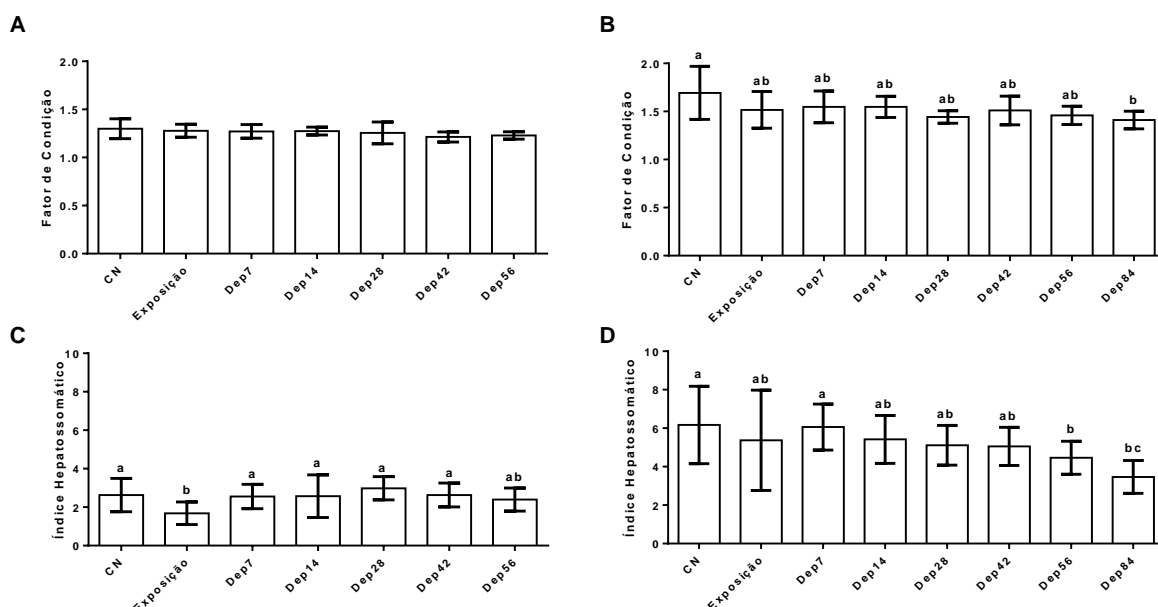 A
Fator de Condição
2.0
1.5
1.0
0.5
0.0
CN
Exposição
Dep7
Dep14
Dep28
Dep42
Dep56
B
Fator de Condição
2.0
1.5
1.0
0.5
0.0
a
ab
ab
ab
ab
ab
ab
b
CN
Exposição
Dep7
Dep14
Dep28
Dep42
Dep56
Dep84
C
Índice Hepatossomático
10
8
6
4
2
0
a
b
a
a
a
a
ab
CN
Exposição
Dep7
Dep14
Dep28
Dep42
Dep56
D
Índice Hepatossomático
10
8
6
4
2
0
a
ab
a
ab
ab
ab
b
bc
CN
Exposição
Dep7
Dep14
Dep28
Dep42
Dep56
Dep84